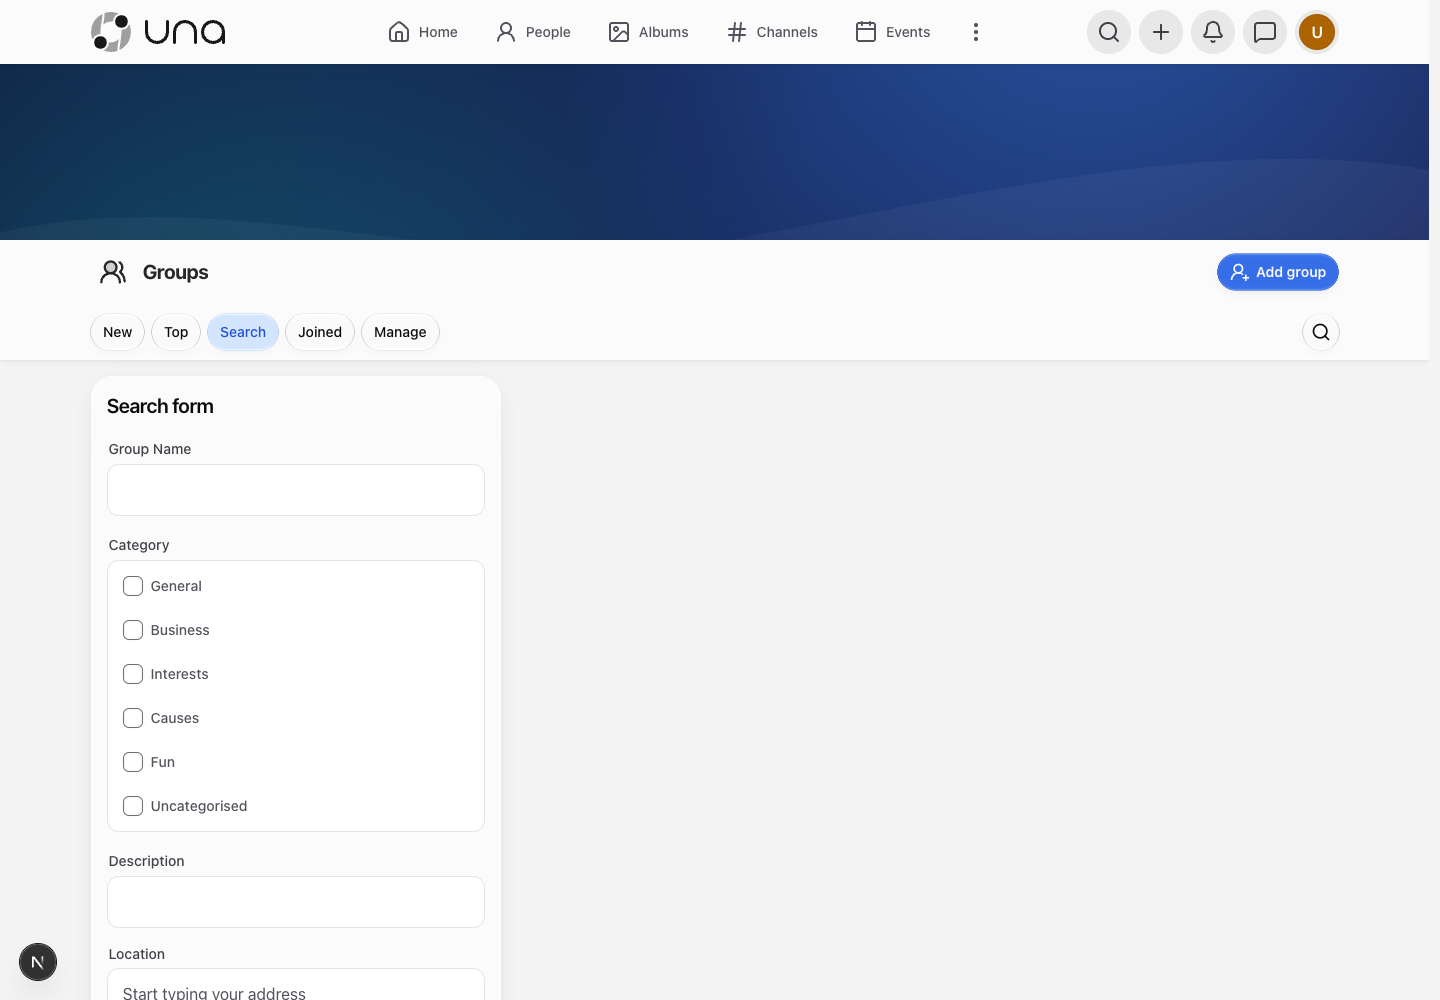 una
Home
People
Albums
Channels
Events
U
Groups
Add group
New
Top
Search
Joined
Manage
Search form
Group Name
Category
General
Business
Interests
Causes
Fun
Uncategorised
Description
Location
Start typing your address
N